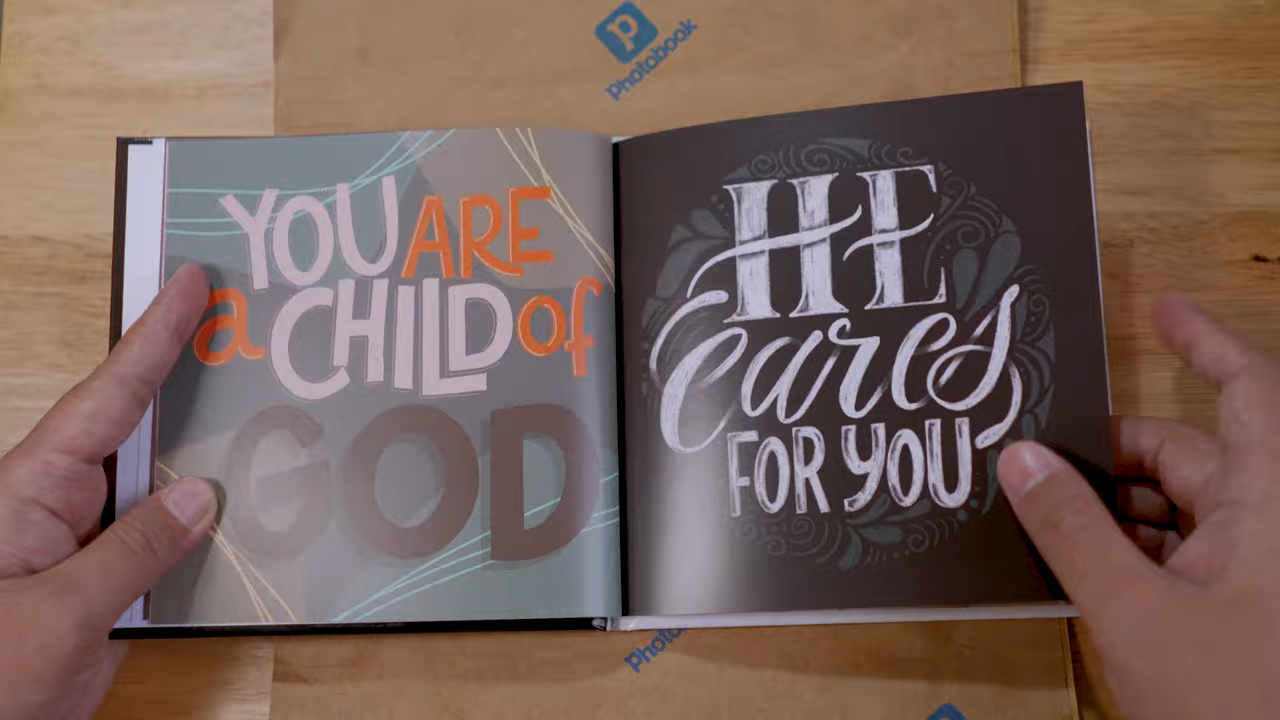 photobook
YOU ARE
a CHILD of
GOD
HE
cares
FOR YOU
photo